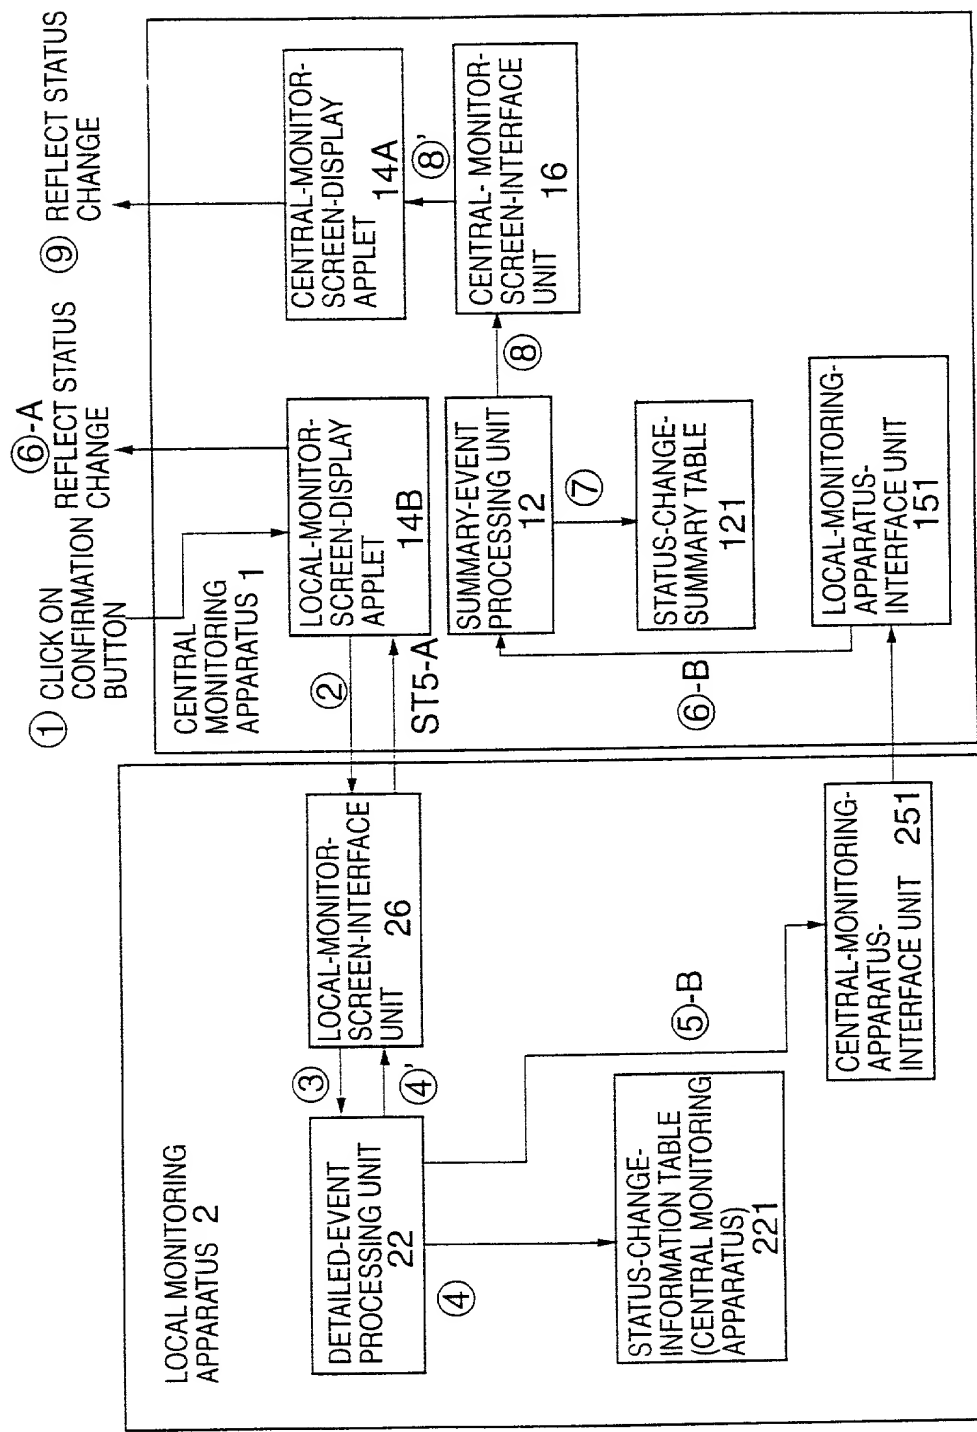 ① CLICK ON
CONFIRMATION
BUTTON
⑥-A
REFLECT STATUS
CHANGE
⑨ REFLECT STATUS
CHANGE
LOCAL MONITORING
APPARATUS 2
CENTRAL
MONITORING
APPARATUS 1
DETAILED-EVENT
PROCESSING UNIT
22
③
④'
LOCAL-MONITOR-
SCREEN-INTERFACE
UNIT 26
②
ST5-A
LOCAL-MONITOR-
SCREEN-DISPLAY
APPLET
14B
CENTRAL-MONITOR-
SCREEN-DISPLAY
APPLET
14A
⑧'
④
SUMMARY-EVENT
PROCESSING UNIT
12
⑧
CENTRAL- MONITOR-
SCREEN-INTERFACE
UNIT
16
⑦
STATUS-CHANGE-
INFORMATION TABLE
(CENTRAL MONITORING
APPARATUS)
221
⑤-B
⑥-B
STATUS-CHANGE-
SUMMARY TABLE
121
CENTRAL-MONITORING-
APPARATUS-
INTERFACE UNIT 251
LOCAL-MONITORING-
APPARATUS-
INTERFACE UNIT
151